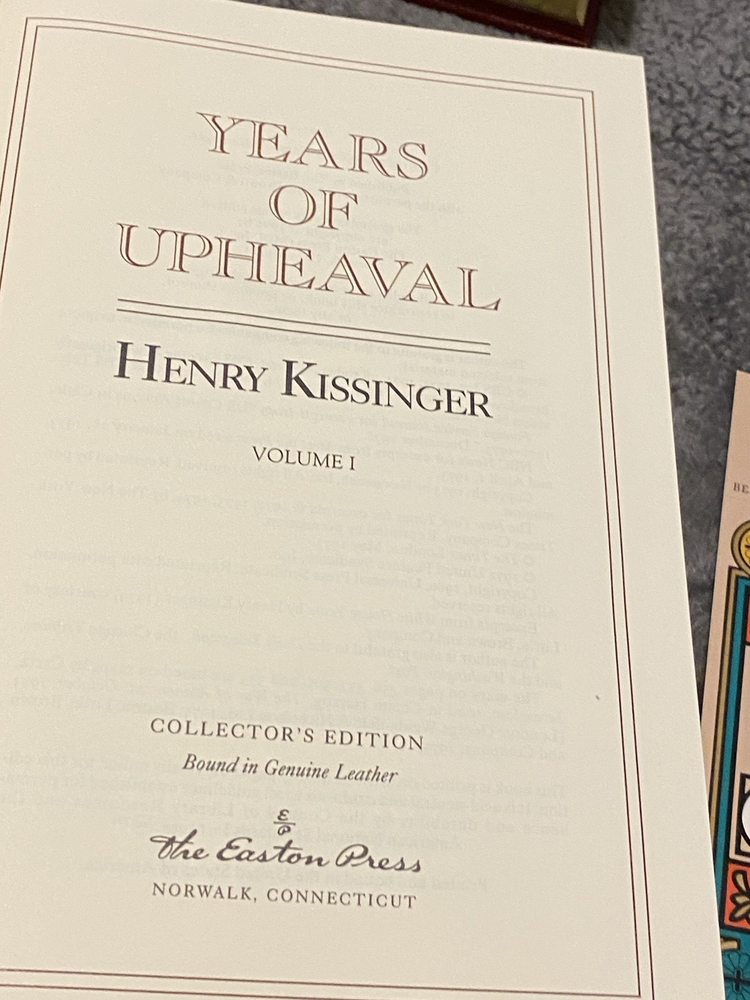 YEARS
OF
UPHEAVAL
HENRY KISSINGER
VOLUME I
COLLECTOR'S EDITION
Bound in Genuine Leather
The Easton Press
NORWALK, CONNECTICUT